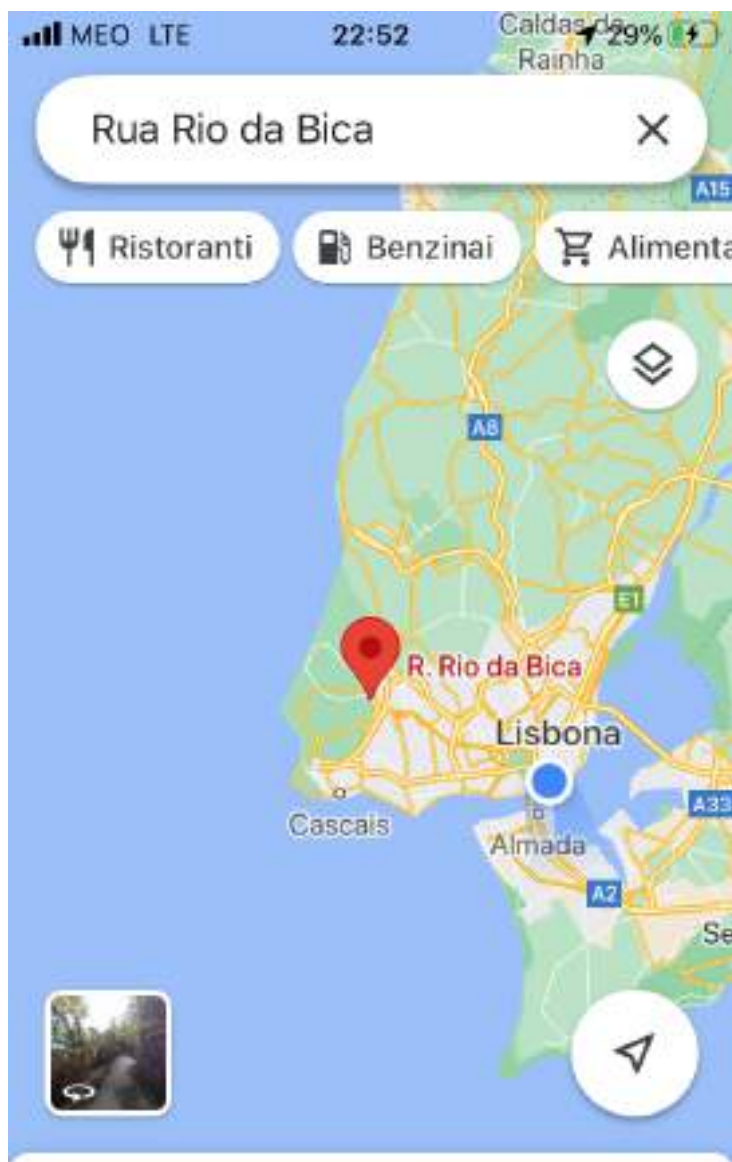 MEO LTE 22:52 29%
Caldas da
Rainha
Rua Rio da Bica
A15
Ristoranti Benzinai Alimenta
A8
E1
R. Rio da Bica
Lisbona
A33
Cascais
Almada
A2
Se